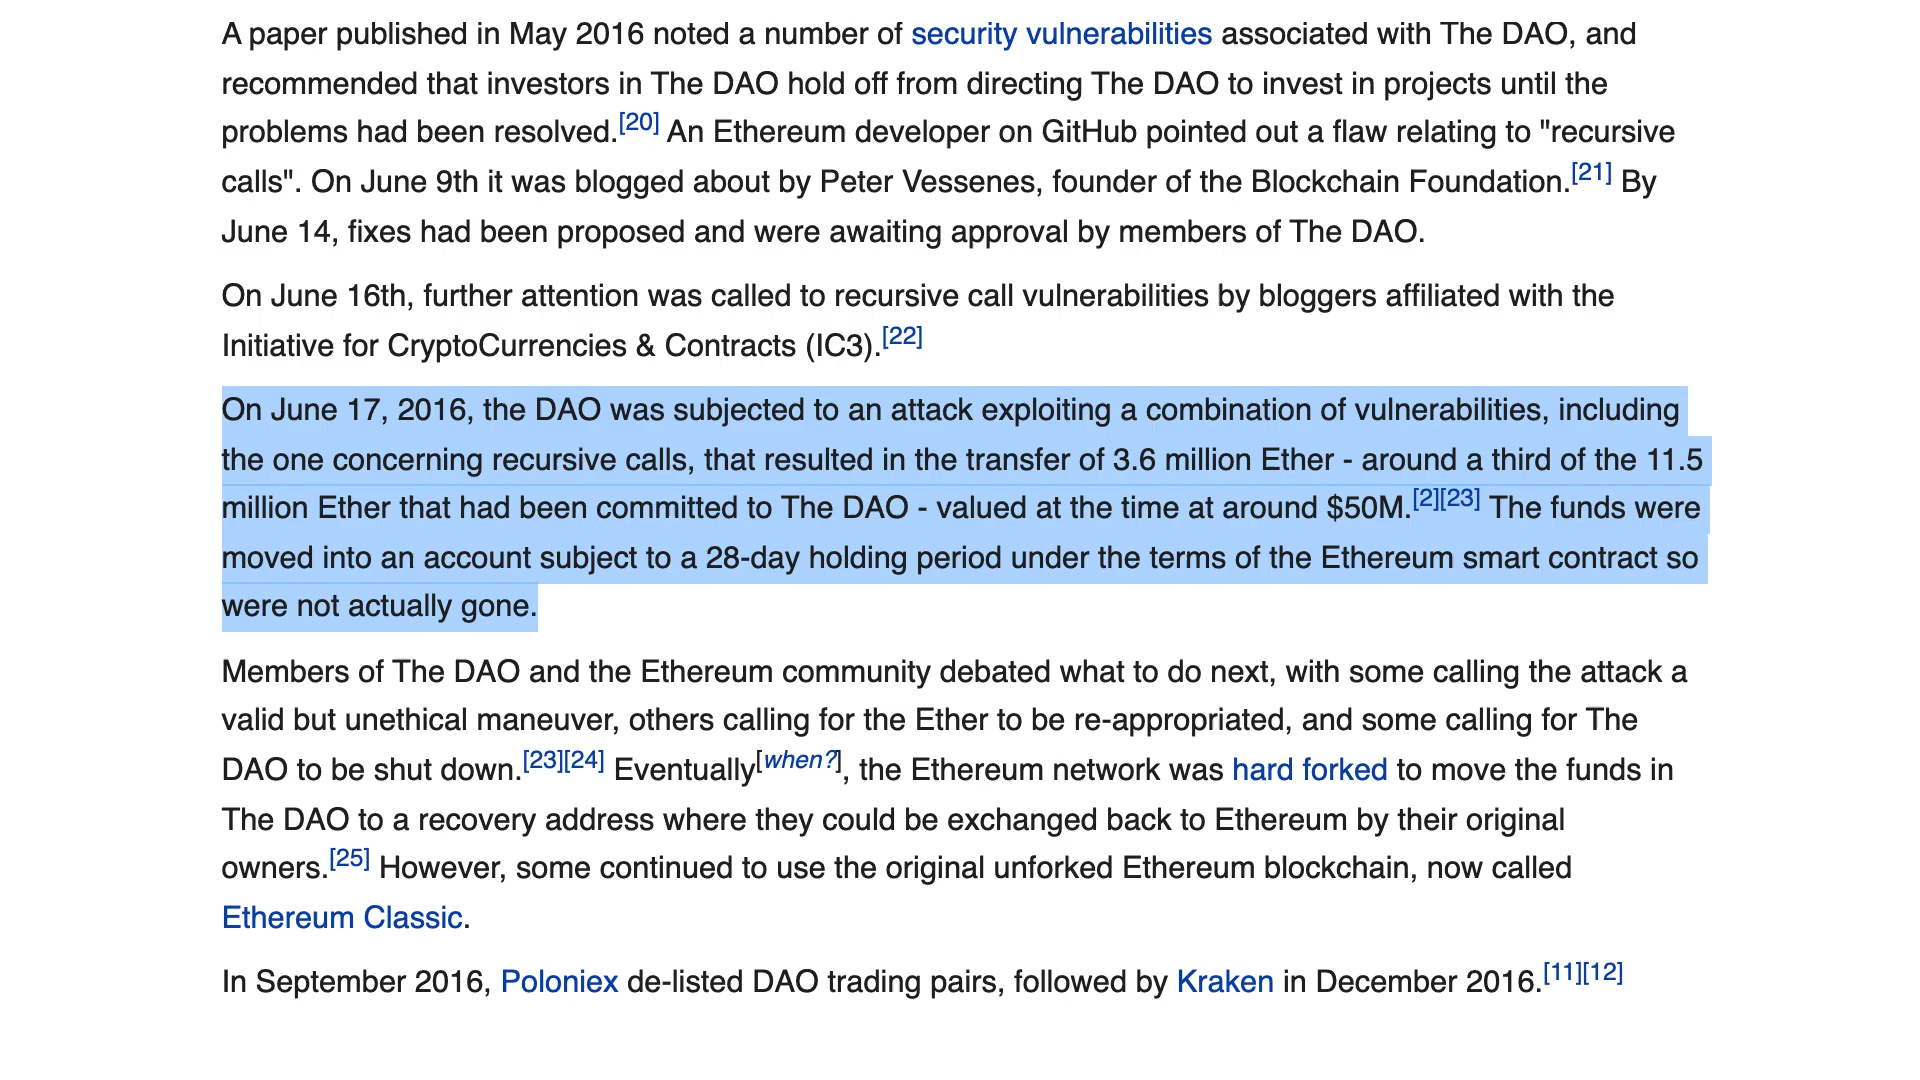 A paper published in May 2016 noted a number of security vulnerabilities associated with The DAO, and
recommended that investors in The DAO hold off from directing The DAO to invest in projects until the
problems had been resolved.[20] An Ethereum developer on GitHub pointed out a flaw relating to "recursive
calls". On June 9th it was blogged about by Peter Vessenes, founder of the Blockchain Foundation.[21] By
June 14, fixes had been proposed and were awaiting approval by members of The DAO.
On June 16th, further attention was called to recursive call vulnerabilities by bloggers affiliated with the
Initiative for CryptoCurrencies & Contracts (IC3).[22]
On June 17, 2016, the DAO was subjected to an attack exploiting a combination of vulnerabilities, including
the one concerning recursive calls, that resulted in the transfer of 3.6 million Ether - around a third of the 11.5
million Ether that had been committed to The DAO - valued at the time at around $50M.[2][23] The funds were
moved into an account subject to a 28-day holding period under the terms of the Ethereum smart contract so
were not actually gone.
Members of The DAO and the Ethereum community debated what to do next, with some calling the attack a
valid but unethical maneuver, others calling for the Ether to be re-appropriated, and some calling for The
DAO to be shut down.[23][24] Eventually[when?], the Ethereum network was hard forked to move the funds in
The DAO to a recovery address where they could be exchanged back to Ethereum by their original
owners.[25] However, some continued to use the original unforked Ethereum blockchain, now called
Ethereum Classic.
In September 2016, Poloniex de-listed DAO trading pairs, followed by Kraken in December 2016.[11][12]